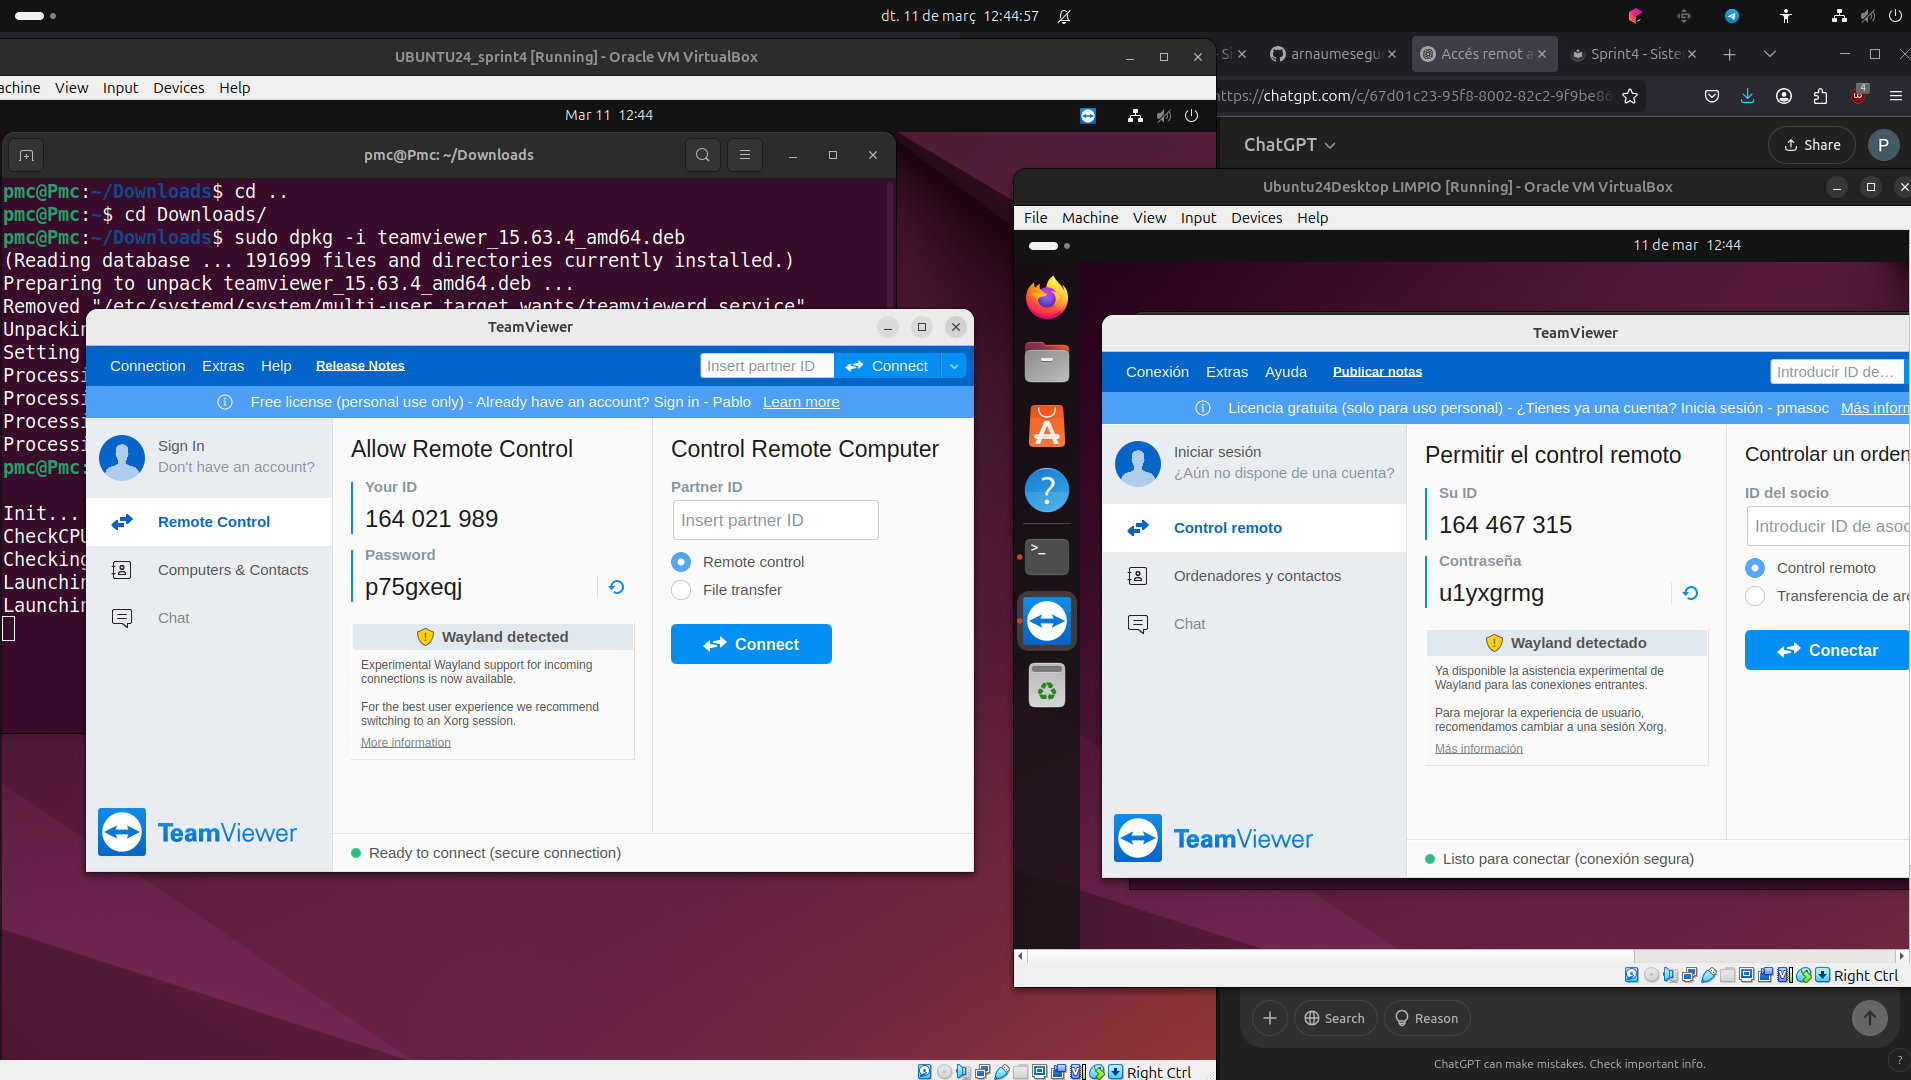 dt. 11 de març 12:44:57
UBUNTU24_sprint4 [Running] - Oracle VM VirtualBox
achine View Input Devices Help
Mar 11 12:44
pmc@Pmc: ~/Downloads
pmc@Pmc:~/Downloads$ cd ..
pmc@Pmc:~$ cd Downloads/
pmc@Pmc:~/Downloads$ sudo dpkg -i teamviewer_15.63.4_amd64.deb
(Reading database ... 191699 files and directories currently installed.)
Preparing to unpack teamviewer_15.63.4_amd64.deb ...
Removed "/etc/systemd/system/multi-user.target.wants/teamviewerd.service"
Unpackin
Setting
Processi
Processi
Processi
Processi
pmc@Pmc:
Init...
CheckCPU
Checking
Launchin
Launchin
TeamViewer
Connection Extras Help Release Notes Insert partner ID Connect
Free license (personal use only) - Already have an account? Sign in - Pablo Learn more
Sign In
Don't have an account?
Remote Control
Computers & Contacts
Chat
TeamViewer
Allow Remote Control
Your ID
164 021 989
Password
p75gxeqj
Wayland detected
Experimental Wayland support for incoming
connections is now available.
For the best user experience we recommend
switching to an Xorg session.
More information
Control Remote Computer
Partner ID
Insert partner ID
Remote control
File transfer
Connect
Ready to connect (secure connection)
Right Ctrl
- Si
arnaumesegue
Accés remot a
Sprint4 - Siste
https://chatgpt.com/c/67d01c23-95f8-8002-82c2-9f9be86
4
ChatGPT
Share
P
Ubuntu24Desktop LIMPIO [Running] - Oracle VM VirtualBox
File Machine View Input Devices Help
11 de mar 12:44
TeamViewer
Conexión Extras Ayuda Publicar notas Introducir ID de...
Licencia gratuita (solo para uso personal) - ¿Tienes ya una cuenta? Inicia sesión - pmasoc Más inform
Iniciar sesión
¿Aún no dispone de una cuenta?
Control remoto
Ordenadores y contactos
Chat
TeamViewer
Permitir el control remoto
Su ID
164 467 315
Contraseña
u1yxgrmg
Wayland detectado
Ya disponible la asistencia experimental de
Wayland para las conexiones entrantes.
Para mejorar la experiencia de usuario,
recomendamos cambiar a una sesión Xorg.
Más información
Controlar un orden
ID del socio
Introducir ID de asoc
Control remoto
Transferencia de arc
Conectar
Listo para conectar (conexión segura)
Right Ctrl
Search
Reason
ChatGPT can make mistakes. Check important info.
?